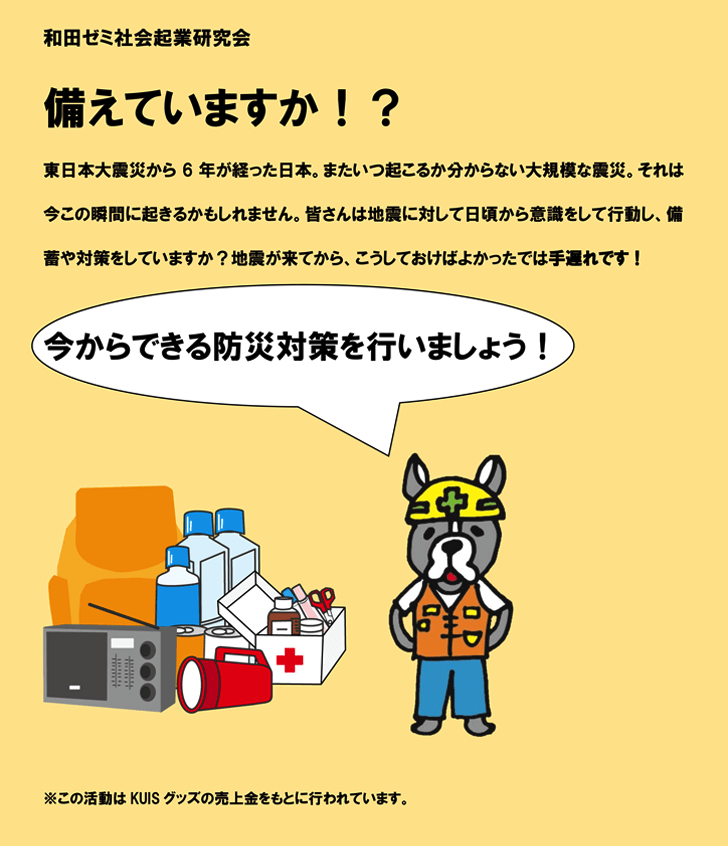 和田ゼミ社会起業研究会
備えていますか！？
東日本大震災から 6 年が経った日本。またいつ起こるか分からない大規模な震災。それは
今この瞬間に起きるかもしれません。皆さんは地震に対して日頃から意識をして行動し、備
蓄や対策をしていますか？地震が来てから、こうしておけばよかったでは手遅れです！
今からできる防災対策を行いましょう！
※この活動は KUIS グッズの売上金をもとに行われています。